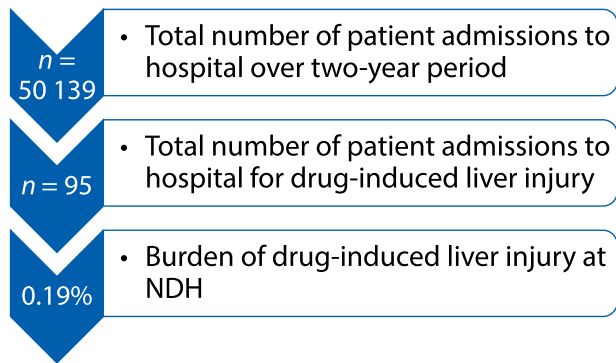 n =
50 139
• Total number of patient admissions to
hospital over two-year period
n = 95
• Total number of patient admissions to
hospital for drug-induced liver injury
0.19%
• Burden of drug-induced liver injury at
NDH